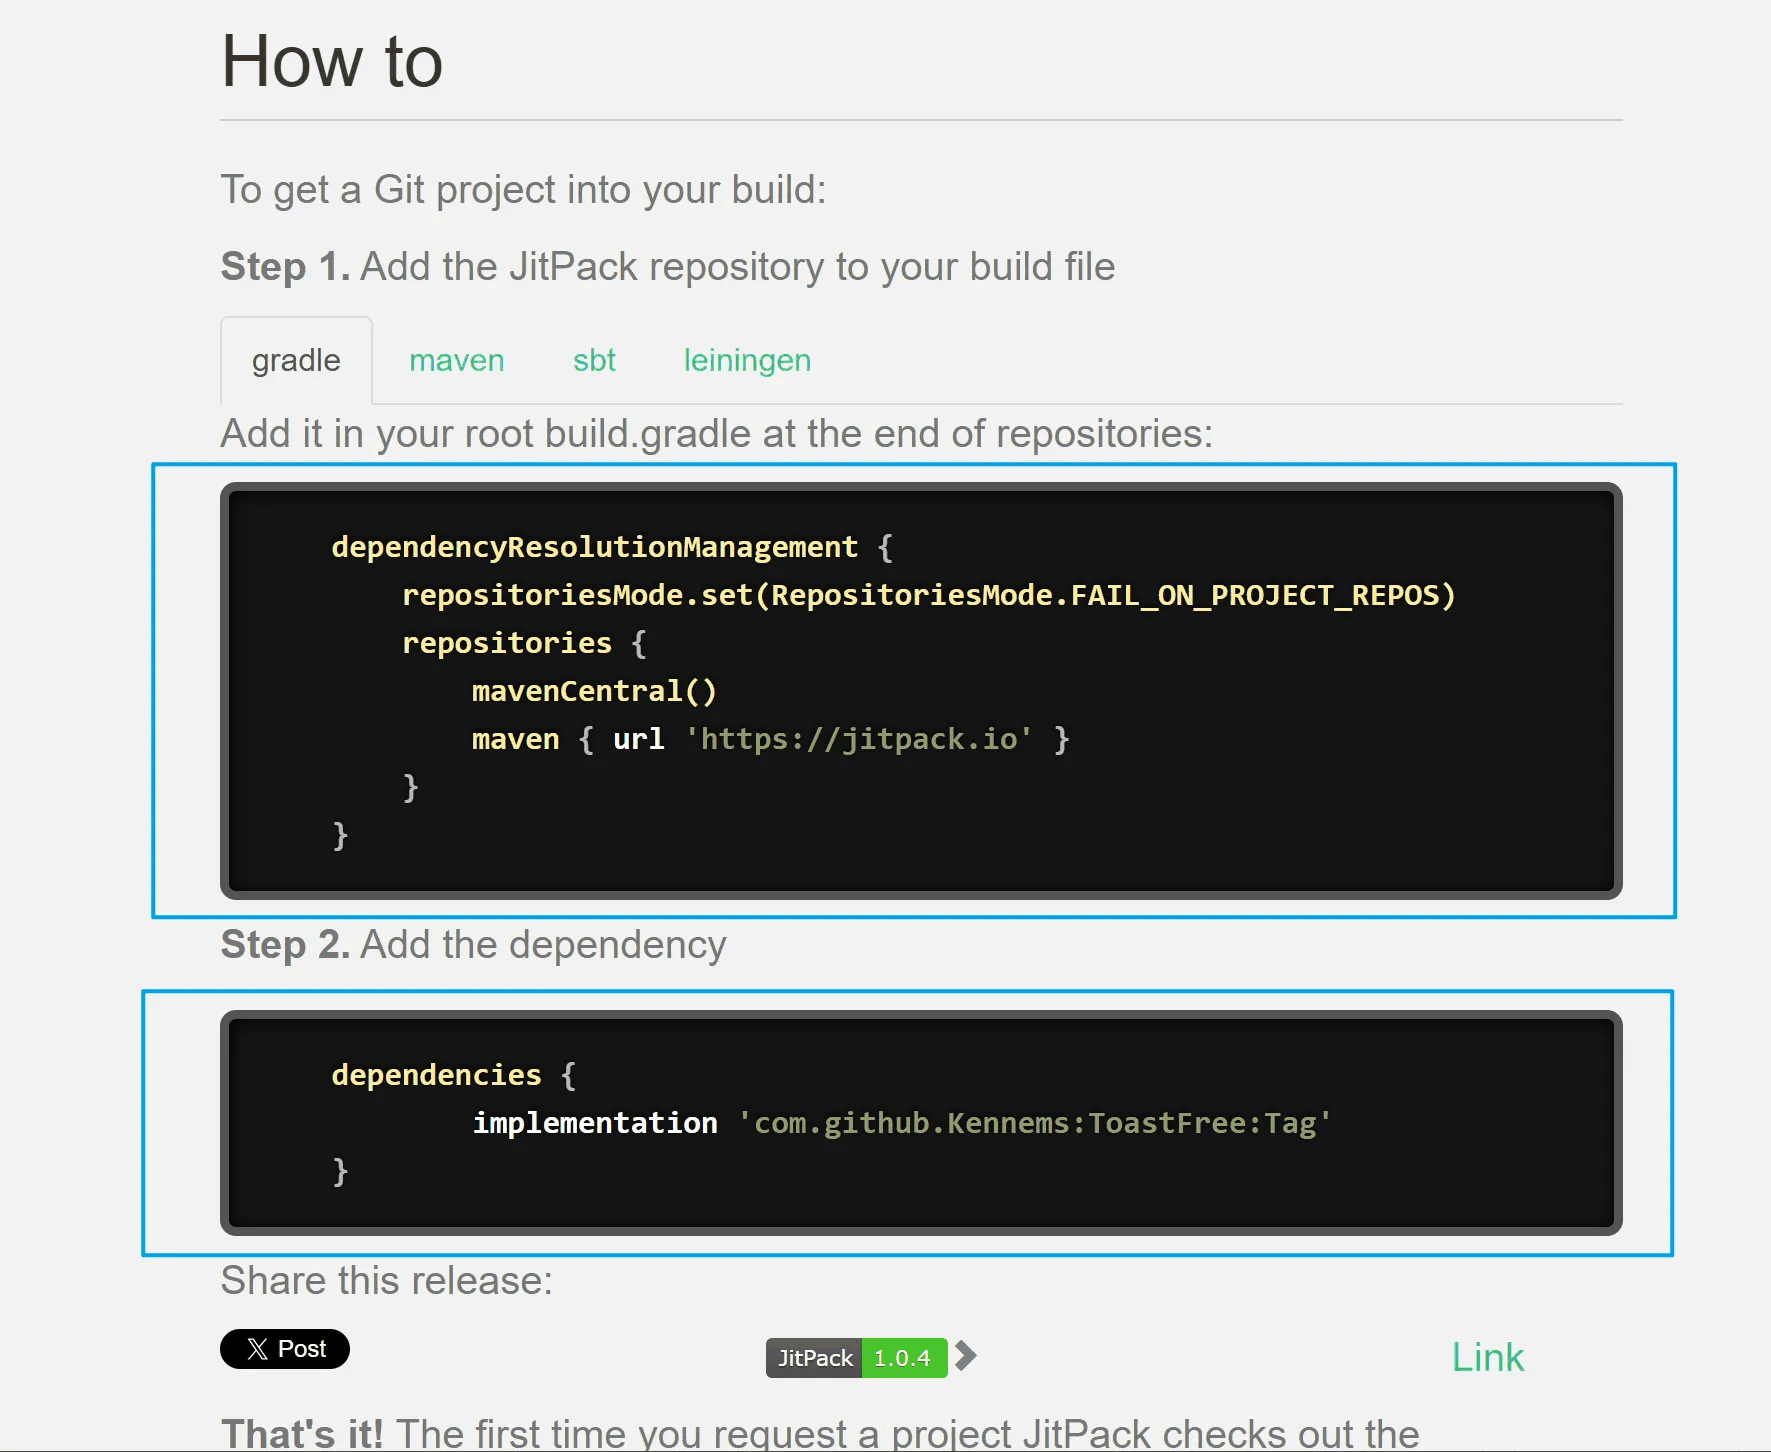 How to
To get a Git project into your build:
Step 1. Add the JitPack repository to your build file
gradle maven sbt leiningen
Add it in your root build.gradle at the end of repositories:
dependencyResolutionManagement {
    repositoriesMode.set(RepositoriesMode.FAIL_ON_PROJECT_REPOS)
    repositories {
        mavenCentral()
        maven { url 'https://jitpack.io' }
    }
}
Step 2. Add the dependency
dependencies {
        implementation 'com.github.Kennems:ToastFree:Tag'
}
Share this release:
X Post JitPack 1.0.4 Link
That's it! The first time you request a project JitPack checks out the